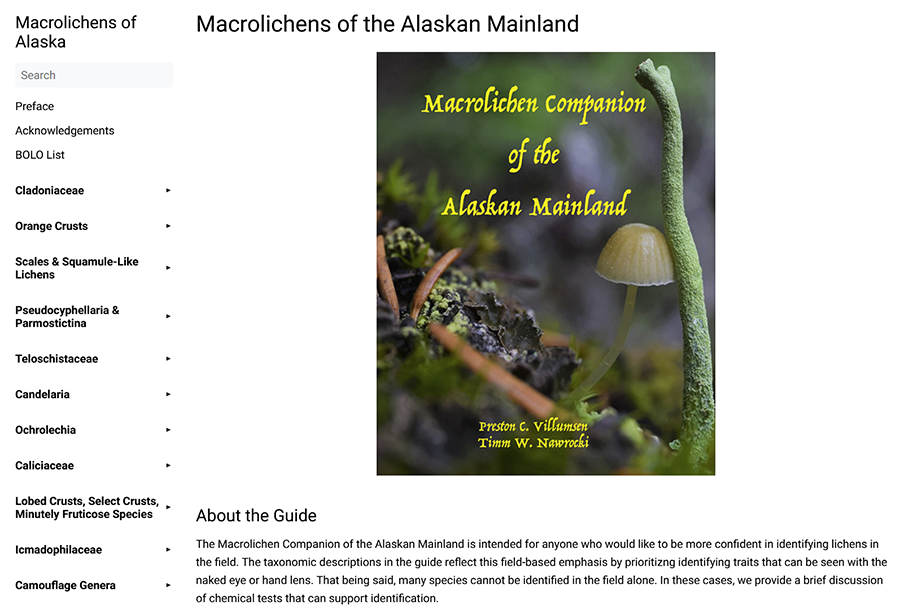 Macrolichens of
Alaska
Search
Preface
Acknowledgements
BOLO List
Cladoniaceae
Orange Crusts
Scales & Squamule-Like
Lichens
Pseudocyphellaria &
Parmostictina
Teloschistaceae
Candelaria
Ochrolechia
Caliciaceae
Lobed Crusts, Select Crusts,
Minutely Fruticose Species
Icmadophilaceae
Camouflage Genera
Macrolichens of the Alaskan Mainland
Macrolichen Companion
of the
Alaskan Mainland
Preston C. Villumsen
Timm W. Nawrocki
About the Guide
The Macrolichen Companion of the Alaskan Mainland is intended for anyone who would like to be more confident in identifying lichens in
the field. The taxonomic descriptions in the guide reflect this field-based emphasis by prioritizng identifying traits that can be seen with the
naked eye or hand lens. That being said, many species cannot be identified in the field alone. In these cases, we provide a brief discussion
of chemical tests that can support identification.